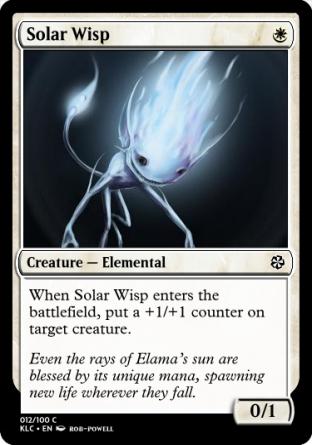 Solar Wisp
Creature — Elemental
When Solar Wisp enters the
battlefield, put a +1/+1 counter on
target creature.
Even the rays of Elama's sun are
blessed by its unique mana, spawning
new life wherever they fall.
0/1
012/100 C
KLC • EN ROB-POWELL